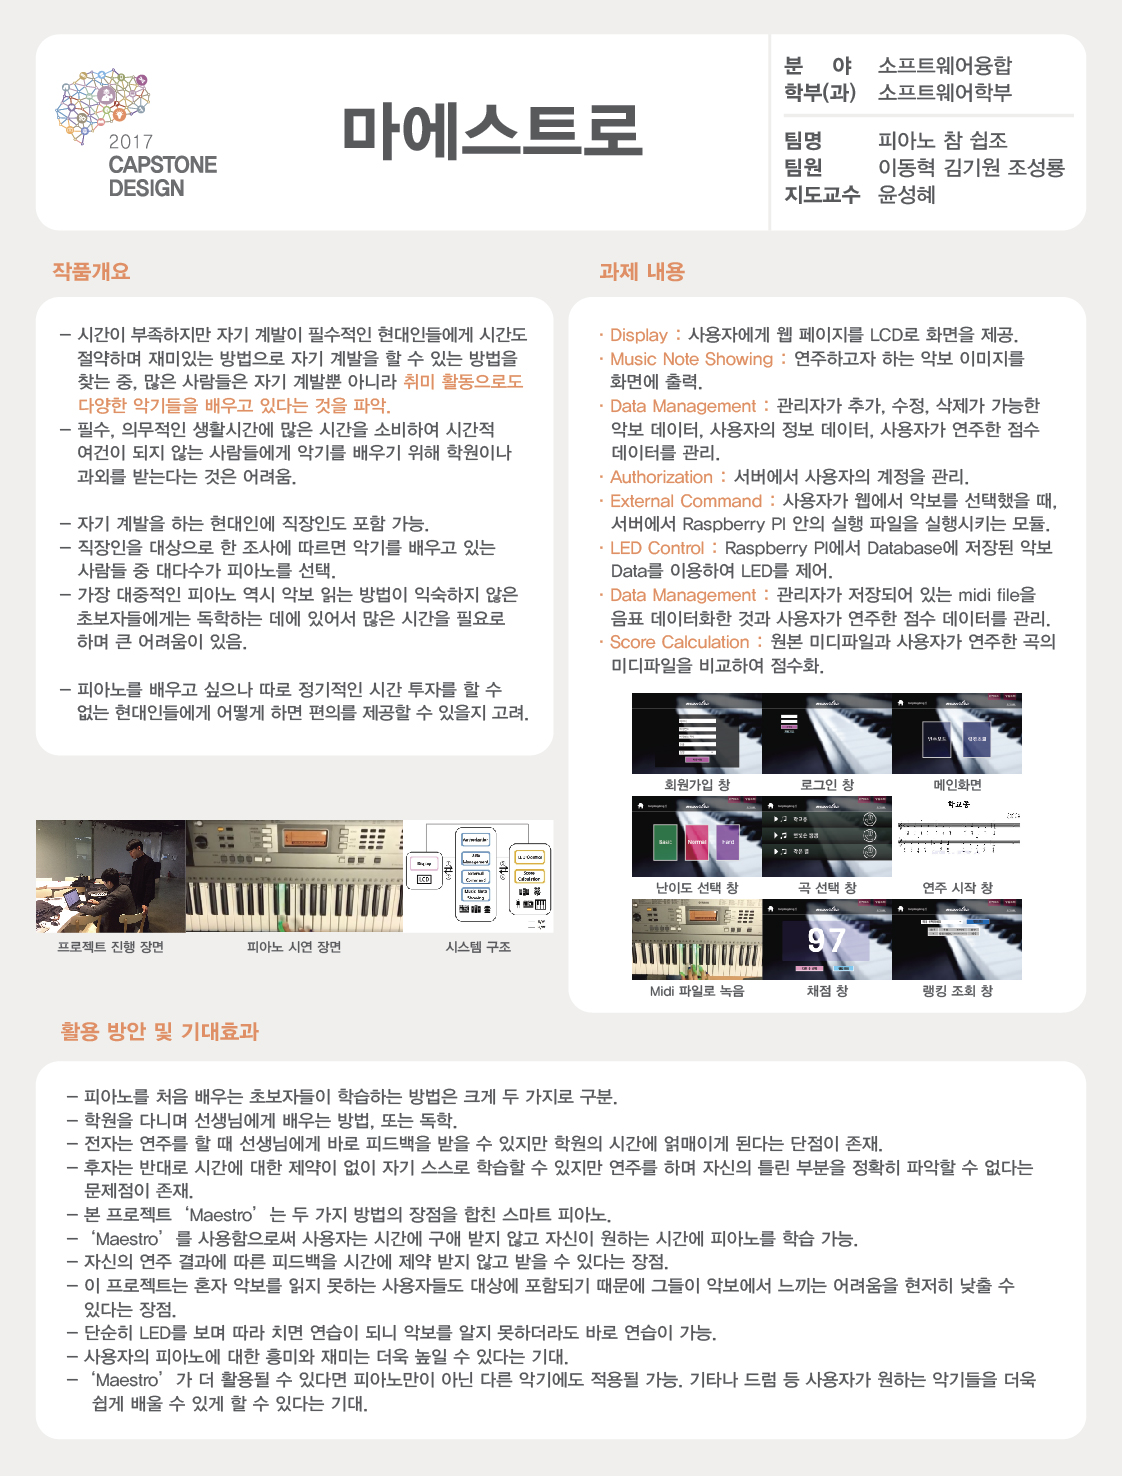 2017
CAPSTONE
DESIGN
마에스트로
분 야 소프트웨어융합
학부(과) 소프트웨어학부
팀명 피아노 참 쉽조
팀원 이동혁 김기원 조성룡
지도교수 윤성혜
작품개요
– 시간이 부족하지만 자기 계발이 필수적인 현대인들에게 시간도
절약하며 재미있는 방법으로 자기 계발을 할 수 있는 방법을
찾는 중, 많은 사람들은 자기 계발뿐 아니라 취미 활동으로도
다양한 악기들을 배우고 있다는 것을 파악.
– 필수, 의무적인 생활시간에 많은 시간을 소비하여 시간적
여건이 되지 않는 사람들에게 악기를 배우기 위해 학원이나
과외를 받는다는 것은 어려움.
– 자기 계발을 하는 현대인에 직장인도 포함 가능.
– 직장인을 대상으로 한 조사에 따르면 악기를 배우고 있는
사람들 중 대다수가 피아노를 선택.
– 가장 대중적인 피아노 역시 악보 읽는 방법이 익숙하지 않은
초보자들에게는 독학하는 데에 있어서 많은 시간을 필요로
하며 큰 어려움이 있음.
– 피아노를 배우고 싶으나 따로 정기적인 시간 투자를 할 수
없는 현대인들에게 어떻게 하면 편의를 제공할 수 있을지 고려.
Display
LCD
External
Command
LED Control
Score
Calculation
프로젝트 진행 장면
피아노 시연 장면
시스템 구조
과제 내용
· Display : 사용자에게 웹 페이지를 LCD로 화면을 제공.
· Music Note Showing : 연주하고자 하는 악보 이미지를
화면에 출력.
· Data Management : 관리자가 추가, 수정, 삭제가 가능한
악보 데이터, 사용자의 정보 데이터, 사용자가 연주한 점수
데이터를 관리.
· Authorization : 서버에서 사용자의 계정을 관리.
· External Command : 사용자가 웹에서 악보를 선택했을 때,
서버에서 Raspberry PI 안의 실행 파일을 실행시키는 모듈.
· LED Control : Raspberry PI에서 Database에 저장된 악보
Data를 이용하여 LED를 제어.
· Data Management : 관리자가 저장되어 있는 midi file을
음표 데이터화한 것과 사용자가 연주한 점수 데이터를 관리.
· Score Calculation : 원본 미디파일과 사용자가 연주한 곡의
미디파일을 비교하여 점수화.
회원가입 창
로그인 창
메인화면
Basic
Normal
Hard
학교종
학교종
난이도 선택 창
곡 선택 창
연주 시작 창
97
Midi 파일로 녹음
채점 창
랭킹 조회 창
활용 방안 및 기대효과
– 피아노를 처음 배우는 초보자들이 학습하는 방법은 크게 두 가지로 구분.
– 학원을 다니며 선생님에게 배우는 방법, 또는 독학.
– 전자는 연주를 할 때 선생님에게 바로 피드백을 받을 수 있지만 학원의 시간에 얽매이게 된다는 단점이 존재.
– 후자는 반대로 시간에 대한 제약이 없이 자기 스스로 학습할 수 있지만 연주를 하며 자신의 틀린 부분을 정확히 파악할 수 없다는
문제점이 존재.
– 본 프로젝트 ‘Maestro’ 는 두 가지 방법의 장점을 합친 스마트 피아노.
– ‘Maestro’ 를 사용함으로써 사용자는 시간에 구애 받지 않고 자신이 원하는 시간에 피아노를 학습 가능.
– 자신의 연주 결과에 따른 피드백을 시간에 제약 받지 않고 받을 수 있다는 장점.
– 이 프로젝트는 혼자 악보를 읽지 못하는 사용자들도 대상에 포함되기 때문에 그들이 악보에서 느끼는 어려움을 현저히 낮출 수
있다는 장점.
– 단순히 LED를 보며 따라 치면 연습이 되니 악보를 알지 못하더라도 바로 연습이 가능.
– 사용자의 피아노에 대한 흥미와 재미는 더욱 높일 수 있다는 기대.
– ‘Maestro’ 가 더 활용될 수 있다면 피아노만이 아닌 다른 악기에도 적용될 가능. 기타나 드럼 등 사용자가 원하는 악기들을 더욱
쉽게 배울 수 있게 할 수 있다는 기대.